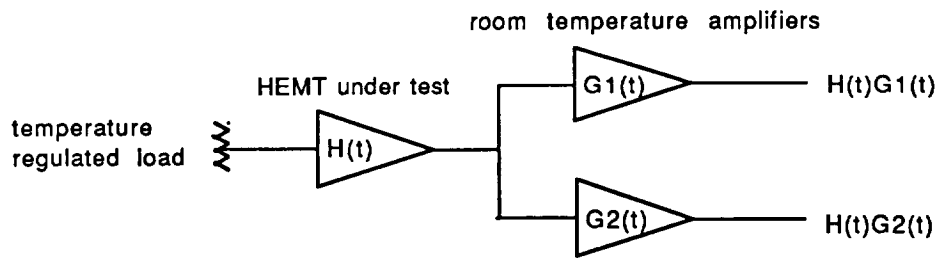 room temperature amplifiers
G1(t)
H(t)G1(t)
HEMT under test
temperature
regulated load
H(t)
G2(t)
H(t)G2(t)